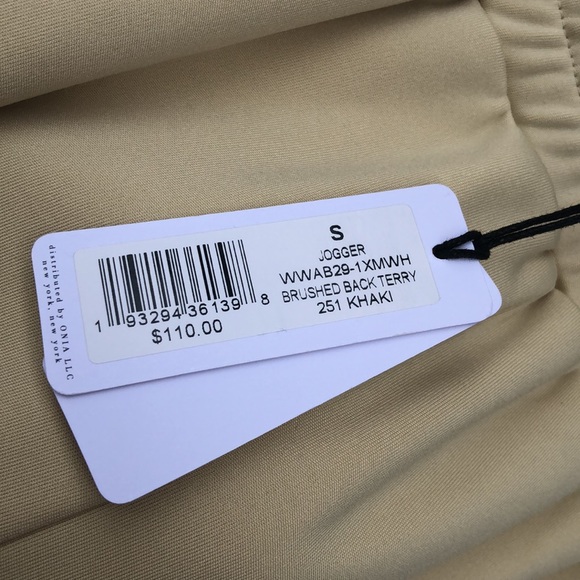 distributed by ONIA LLC
new york, new york
1 93294 36139 8
$110.00
S
JOGGER
WWAB29-1XMWH
BRUSHED BACK TERRY
251 KHAKI